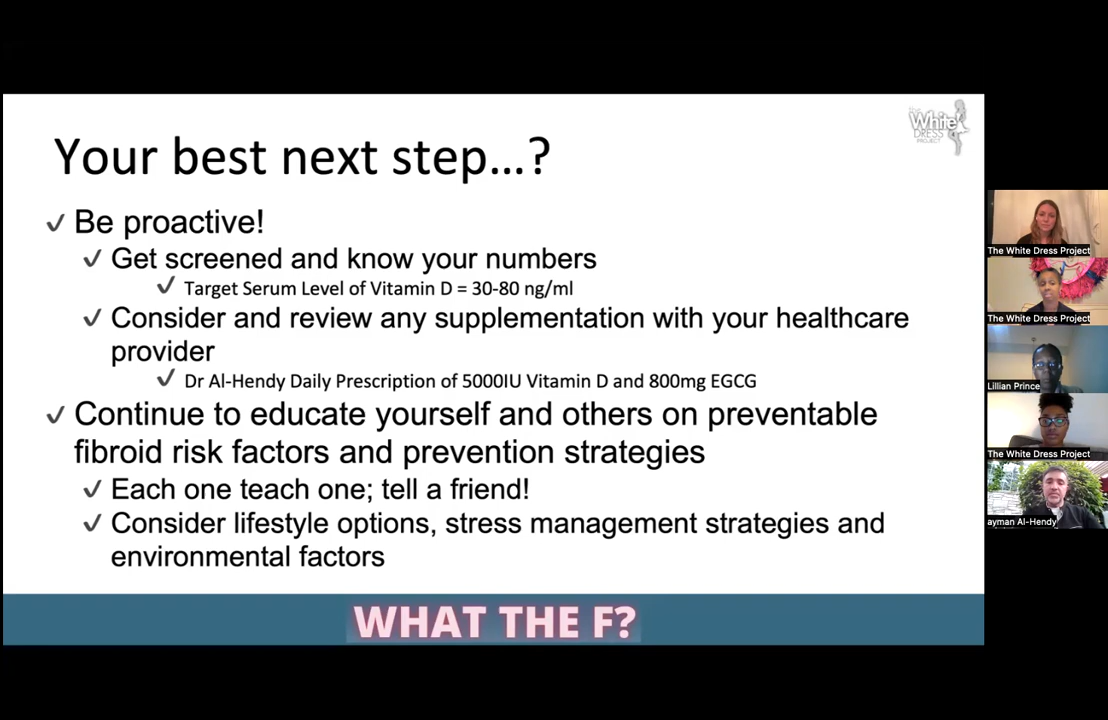 The
White
DRESS
PROJECT
Your best next step...?
✓ Be proactive!
✓ Get screened and know your numbers
✓ Target Serum Level of Vitamin D = 30-80 ng/ml
✓ Consider and review any supplementation with your healthcare
provider
✓ Dr Al-Hendy Daily Prescription of 5000IU Vitamin D and 800mg EGCG
✓ Continue to educate yourself and others on preventable
fibroid risk factors and prevention strategies
✓ Each one teach one; tell a friend!
✓ Consider lifestyle options, stress management strategies and
environmental factors
WHAT THE F?
The White Dress Project
The White Dress Project
Lillian Prince
The White Dress Project
ayman Al-Hendy